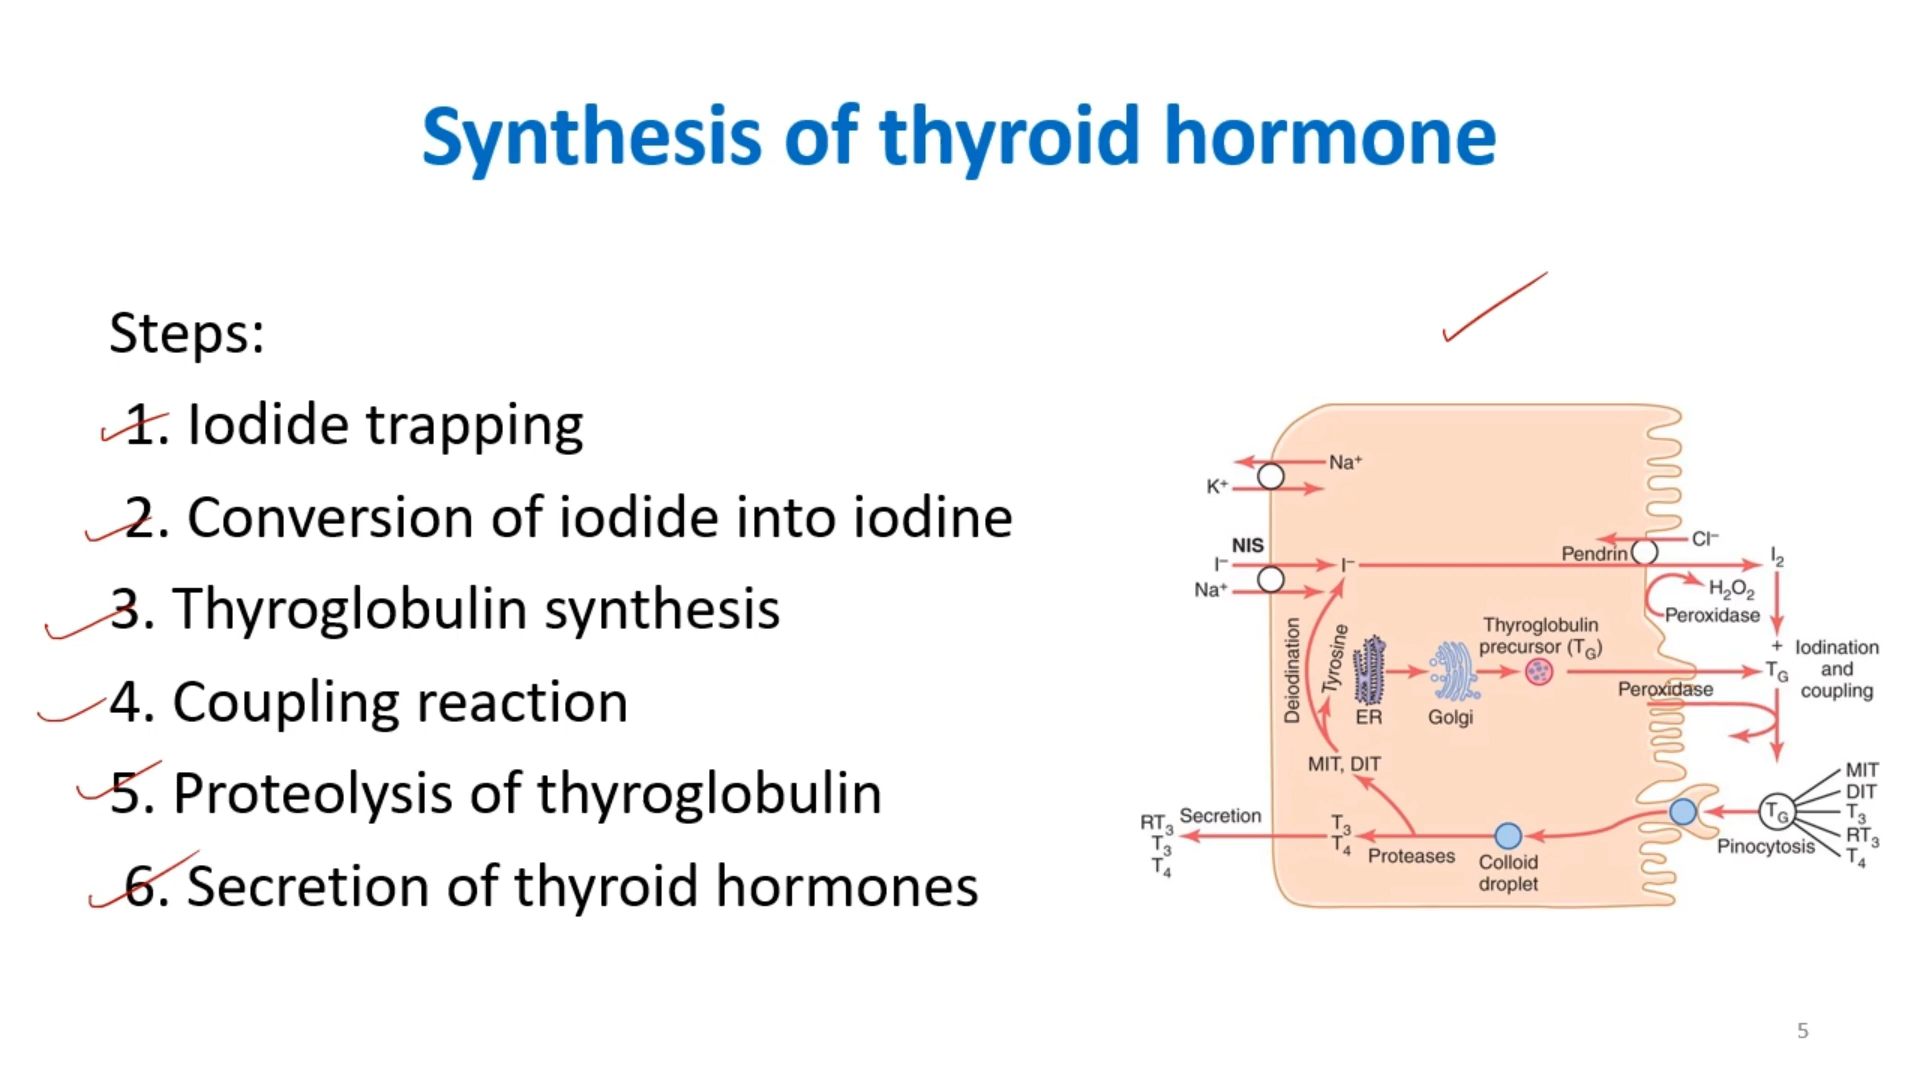 Synthesis of thyroid hormone
Steps:
1. Iodide trapping
2. Conversion of iodide into iodine
3. Thyroglobulin synthesis
4. Coupling reaction
5. Proteolysis of thyroglobulin
6. Secretion of thyroid hormones
Na⁺
K⁺
NIS
I⁻
I⁻
Na⁺
Pendrin
Cl⁻
I₂
H₂O₂
Peroxidase
Deiodination
Tyrosine
ER
Golgi
Thyroglobulin
precursor (T_G)
+
T_G
Iodination
and
coupling
Peroxidase
MIT, DIT
MIT
DIT
T₃
RT₃
T₄
T_G
Pinocytosis
Colloid
droplet
Proteases
T₃
T₄
Secretion
RT₃
T₃
T₄
5